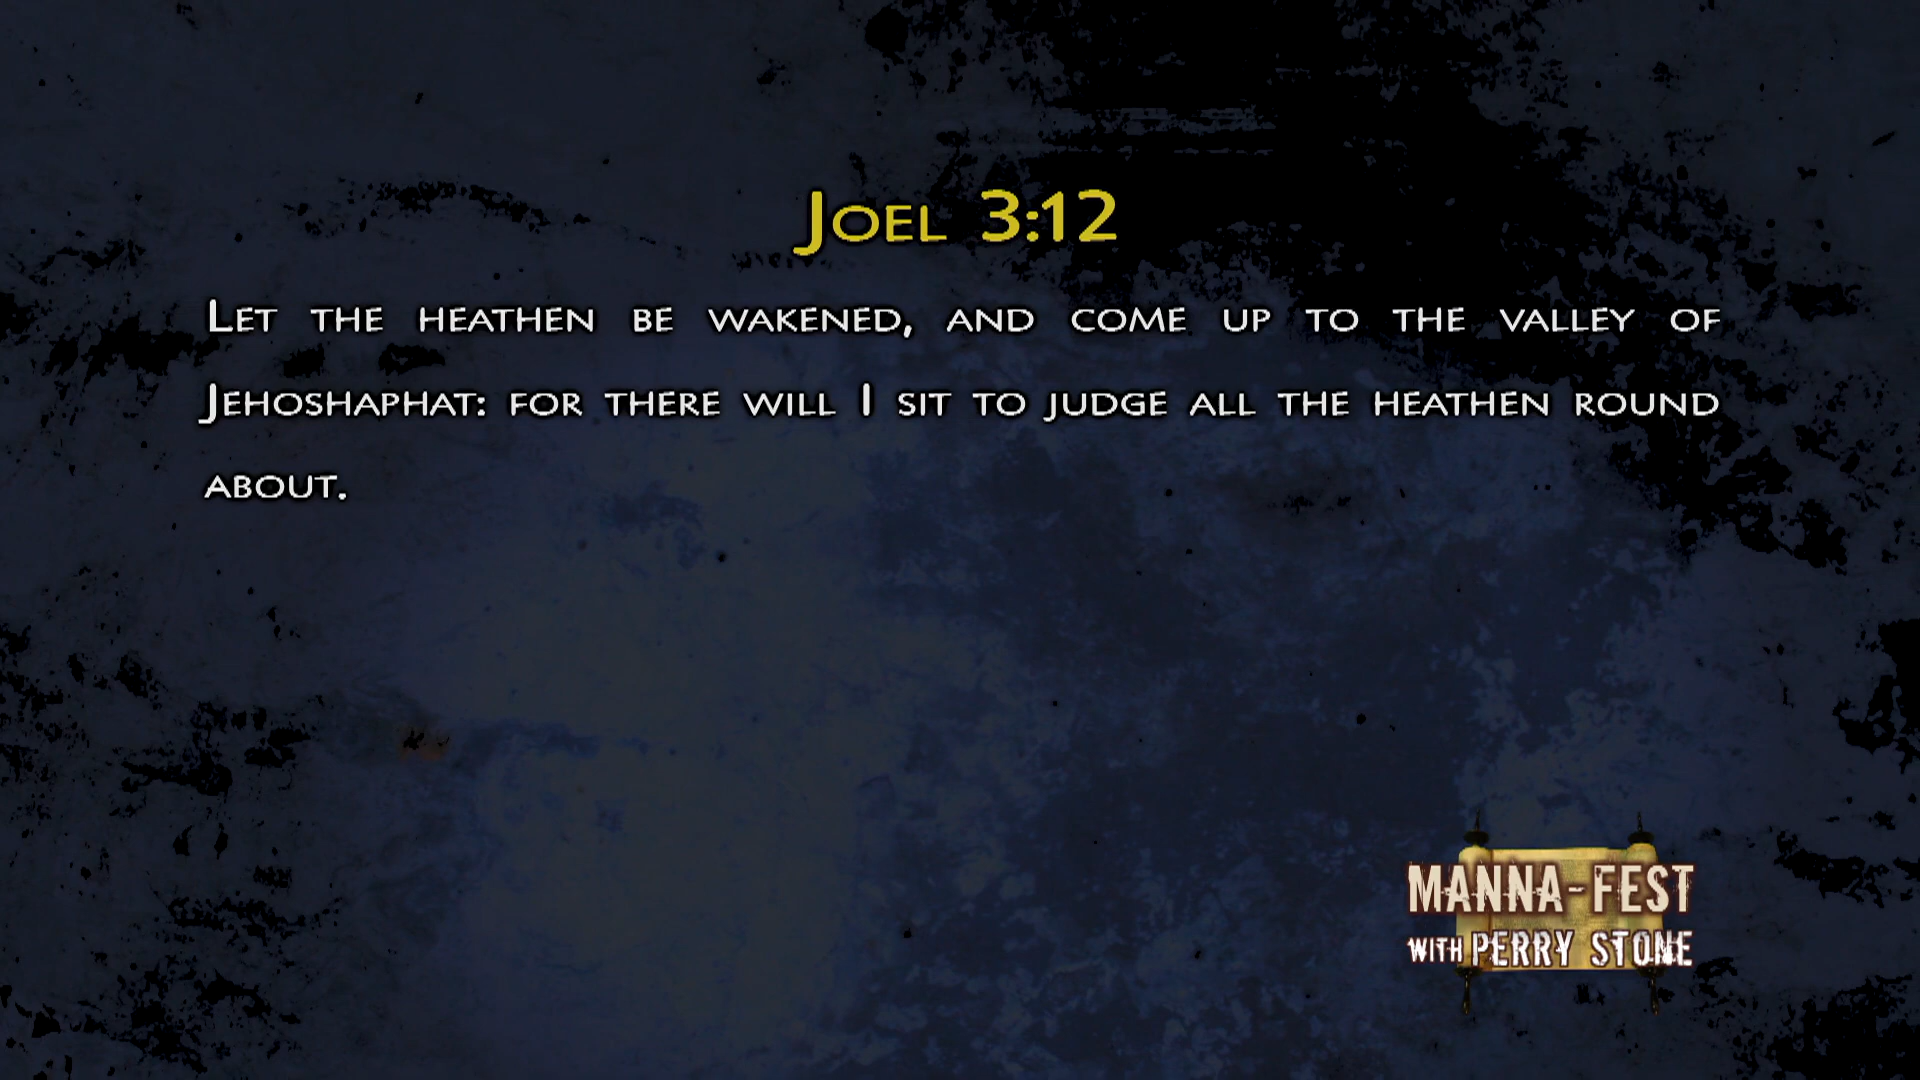 Joel 3:12
Let the heathen be wakened, and come up to the valley of
Jehoshaphat: for there will I sit to judge all the heathen round
about.
MANNA-FEST
WITH PERRY STONE